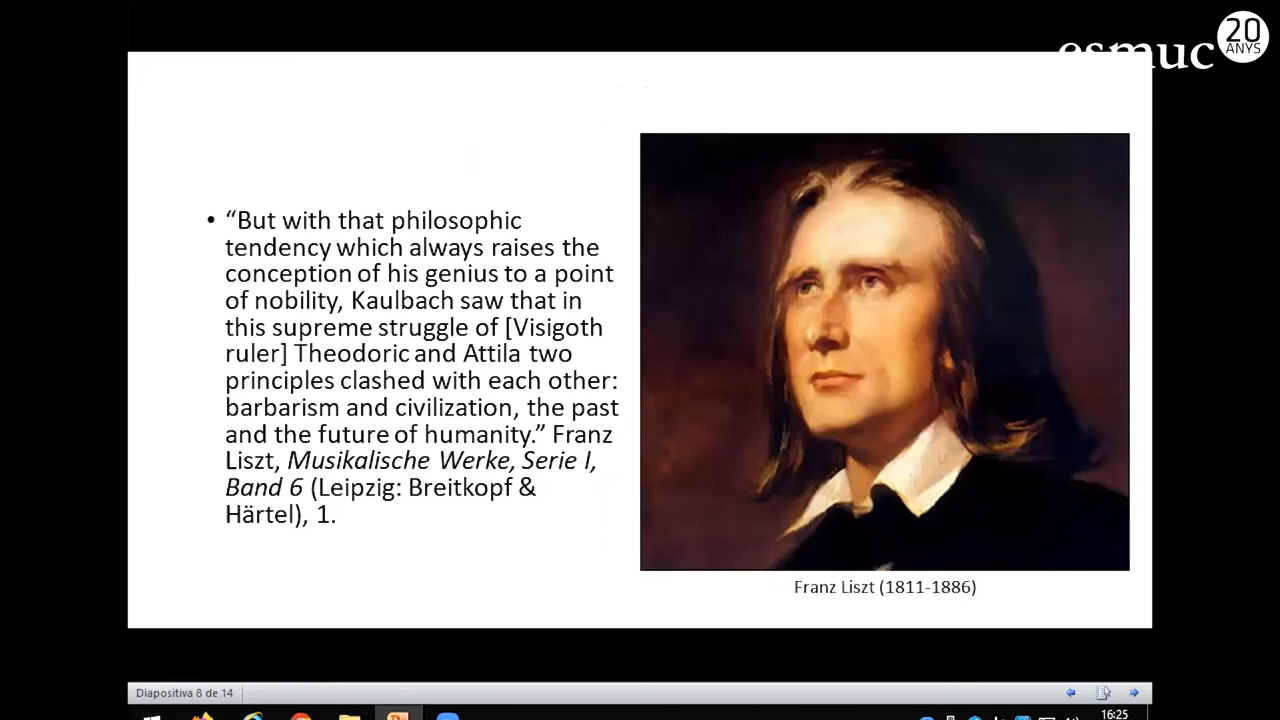 20
ANYS
esmuc
• “But with that philosophic
tendency which always raises the
conception of his genius to a point
of nobility, Kaulbach saw that in
this supreme struggle of [Visigoth
ruler] Theodoric and Attila two
principles clashed with each other:
barbarism and civilization, the past
and the future of humanity.” Franz
Liszt, Musikalische Werke, Serie I,
Band 6 (Leipzig: Breitkopf &
Härtel), 1.
Franz Liszt (1811-1886)
Diapositiva 8 de 14
16:25